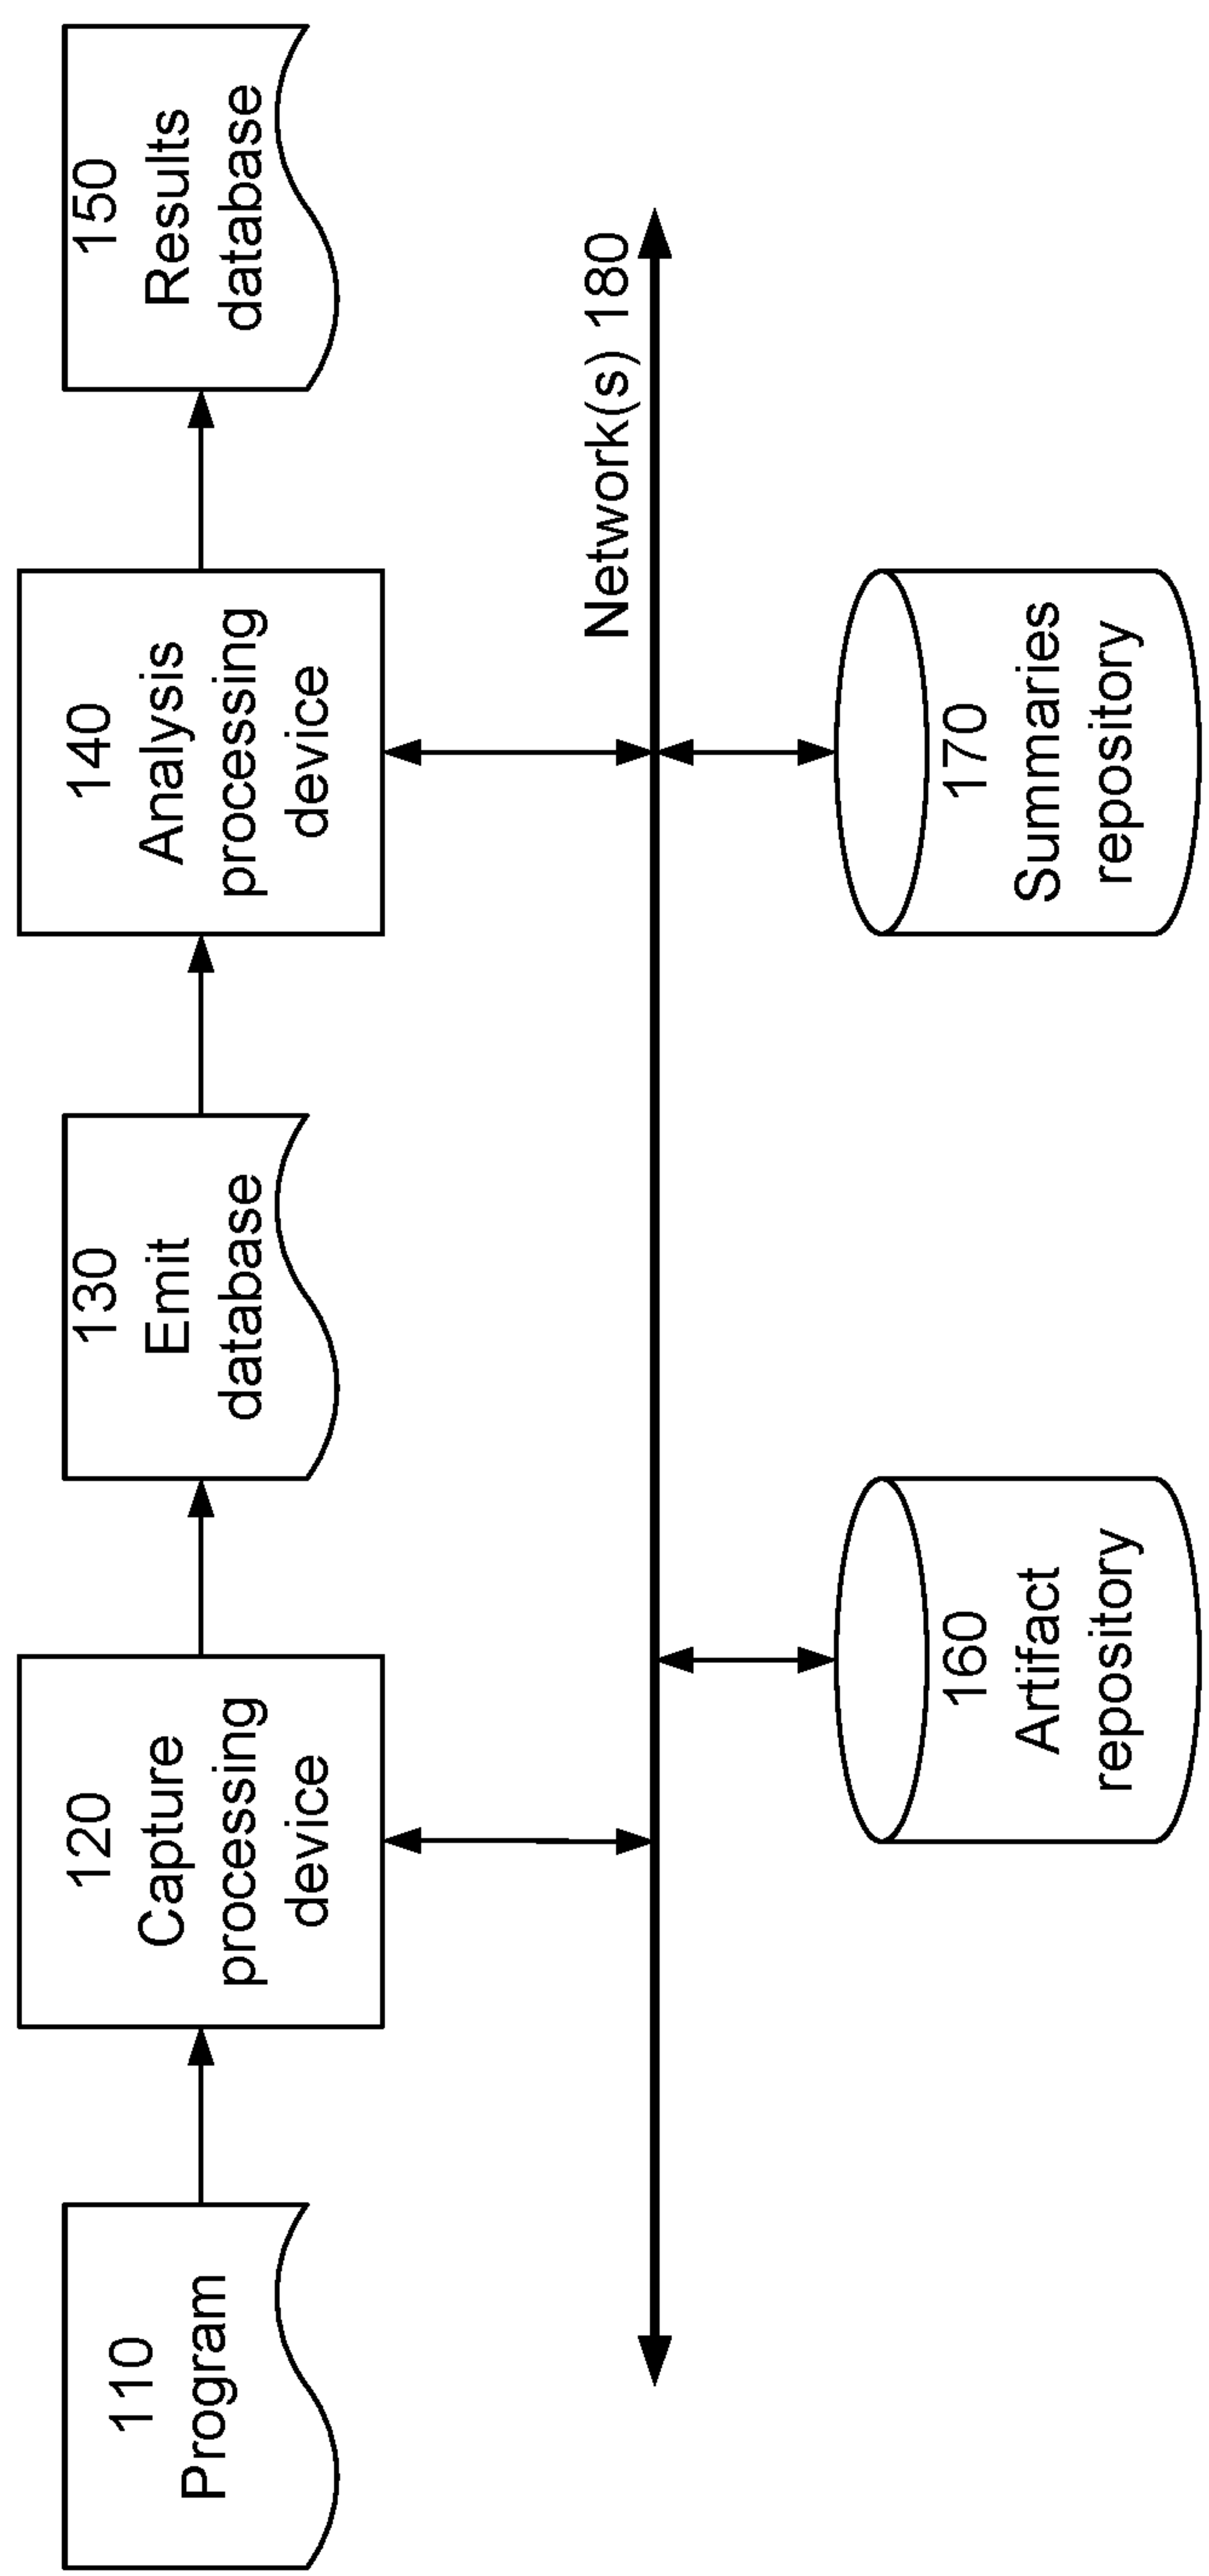 110
Program
120
Capture
processing
device
130
Emit
database
140
Analysis
processing
device
150
Results
database
Network(s) 180
160
Artifact
repository
170
Summaries
repository